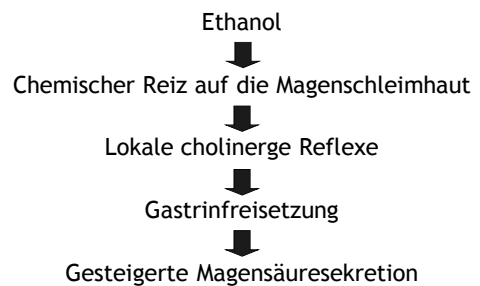 Ethanol
Chemischer Reiz auf die Magenschleimhaut
Lokale cholinerge Reflexe
Gastrinfreisetzung
Gesteigerte Magensäuresekretion